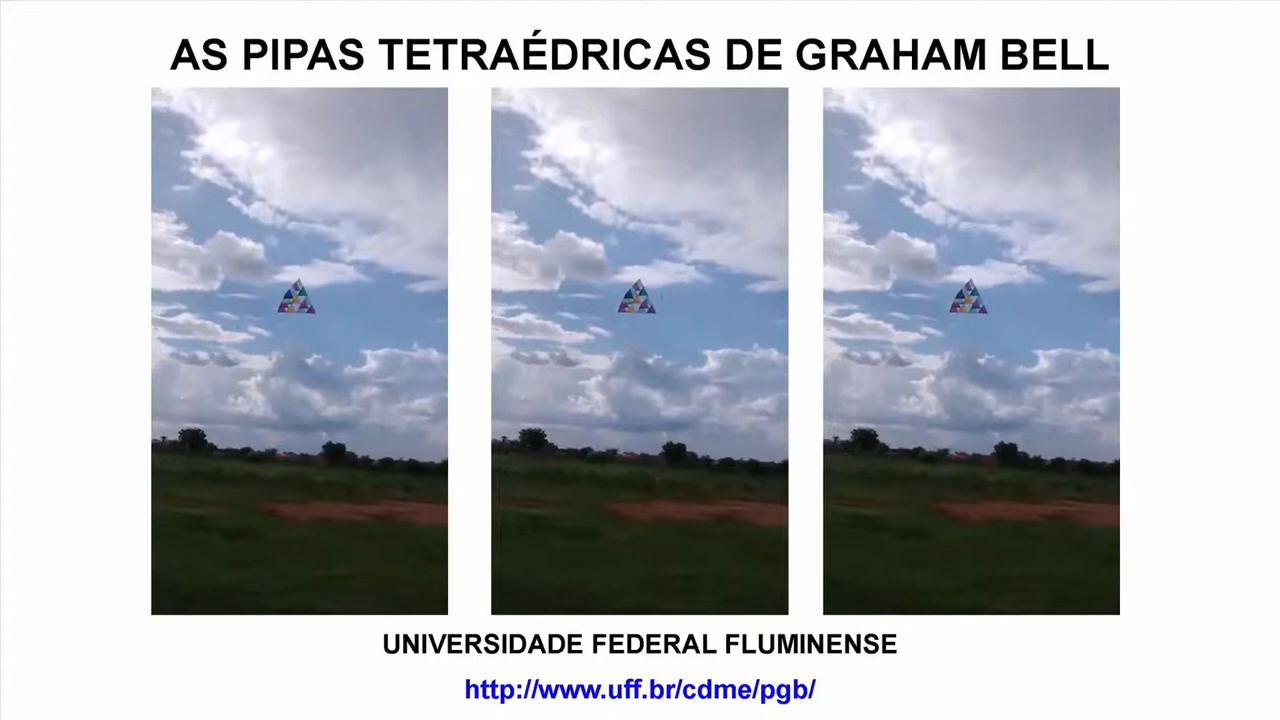 AS PIPAS TETRAÉDRICAS DE GRAHAM BELL
UNIVERSIDADE FEDERAL FLUMINENSE
http://www.uff.br/cdme/pgb/